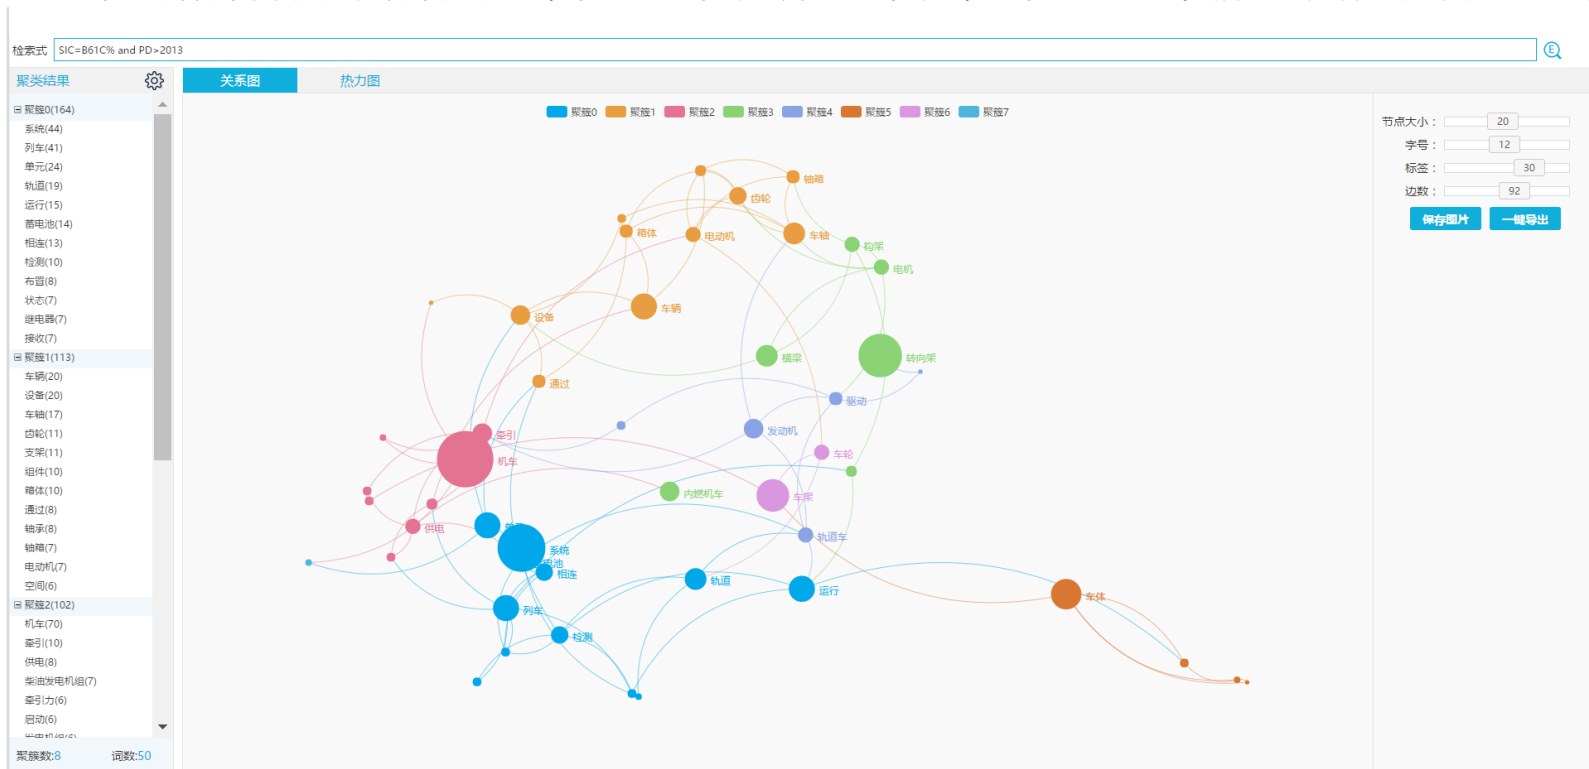 检索式 SIC=B61C% and PD>2013
聚类结果
关系图 热力图
聚簇0(164)
系统(44)
列车(41)
单元(24)
轨道(19)
运行(15)
蓄电池(14)
相连(13)
检测(10)
布置(8)
状态(7)
继电器(7)
接收(7)
聚簇1(113)
车辆(20)
设备(20)
车轴(17)
齿轮(11)
支架(11)
组件(10)
箱体(10)
通过(8)
轴承(8)
轴箱(7)
电动机(7)
空间(6)
聚簇2(102)
机车(70)
牵引(10)
供电(8)
柴油发电机组(7)
牵引力(6)
启动(6)
聚簇数:8 词数:50
聚簇0 聚簇1 聚簇2 聚簇3 聚簇4 聚簇5 聚簇6 聚簇7
轴箱
齿轮
箱体
电动机
车轴
构架
电机
车辆
设备
横梁
转向架
通过
驱动
牵引
发动机
机车
车轮
内燃机车
车架
供电
轨道车
系统
相连
轨道
运行
车体
列车
检测
节点大小： 20
字号： 12
标签： 30
边数： 92
保存图片 一键导出